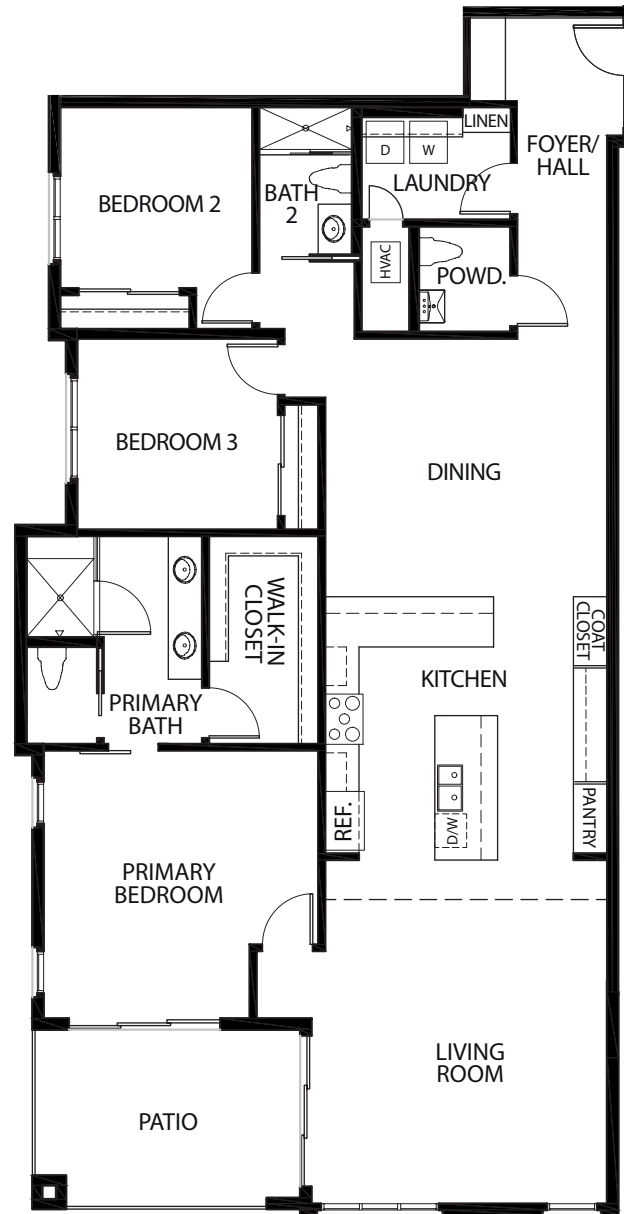 LINEN
FOYER/
HALL
D
W
LAUNDRY
BATH
2
BEDROOM 2
HVAC
POWD.
BEDROOM 3
DINING
WALK-IN
CLOSET
COAT
CLOSET
KITCHEN
PRIMARY
BATH
REF.
D/W
PANTRY
PRIMARY
BEDROOM
LIVING
ROOM
PATIO